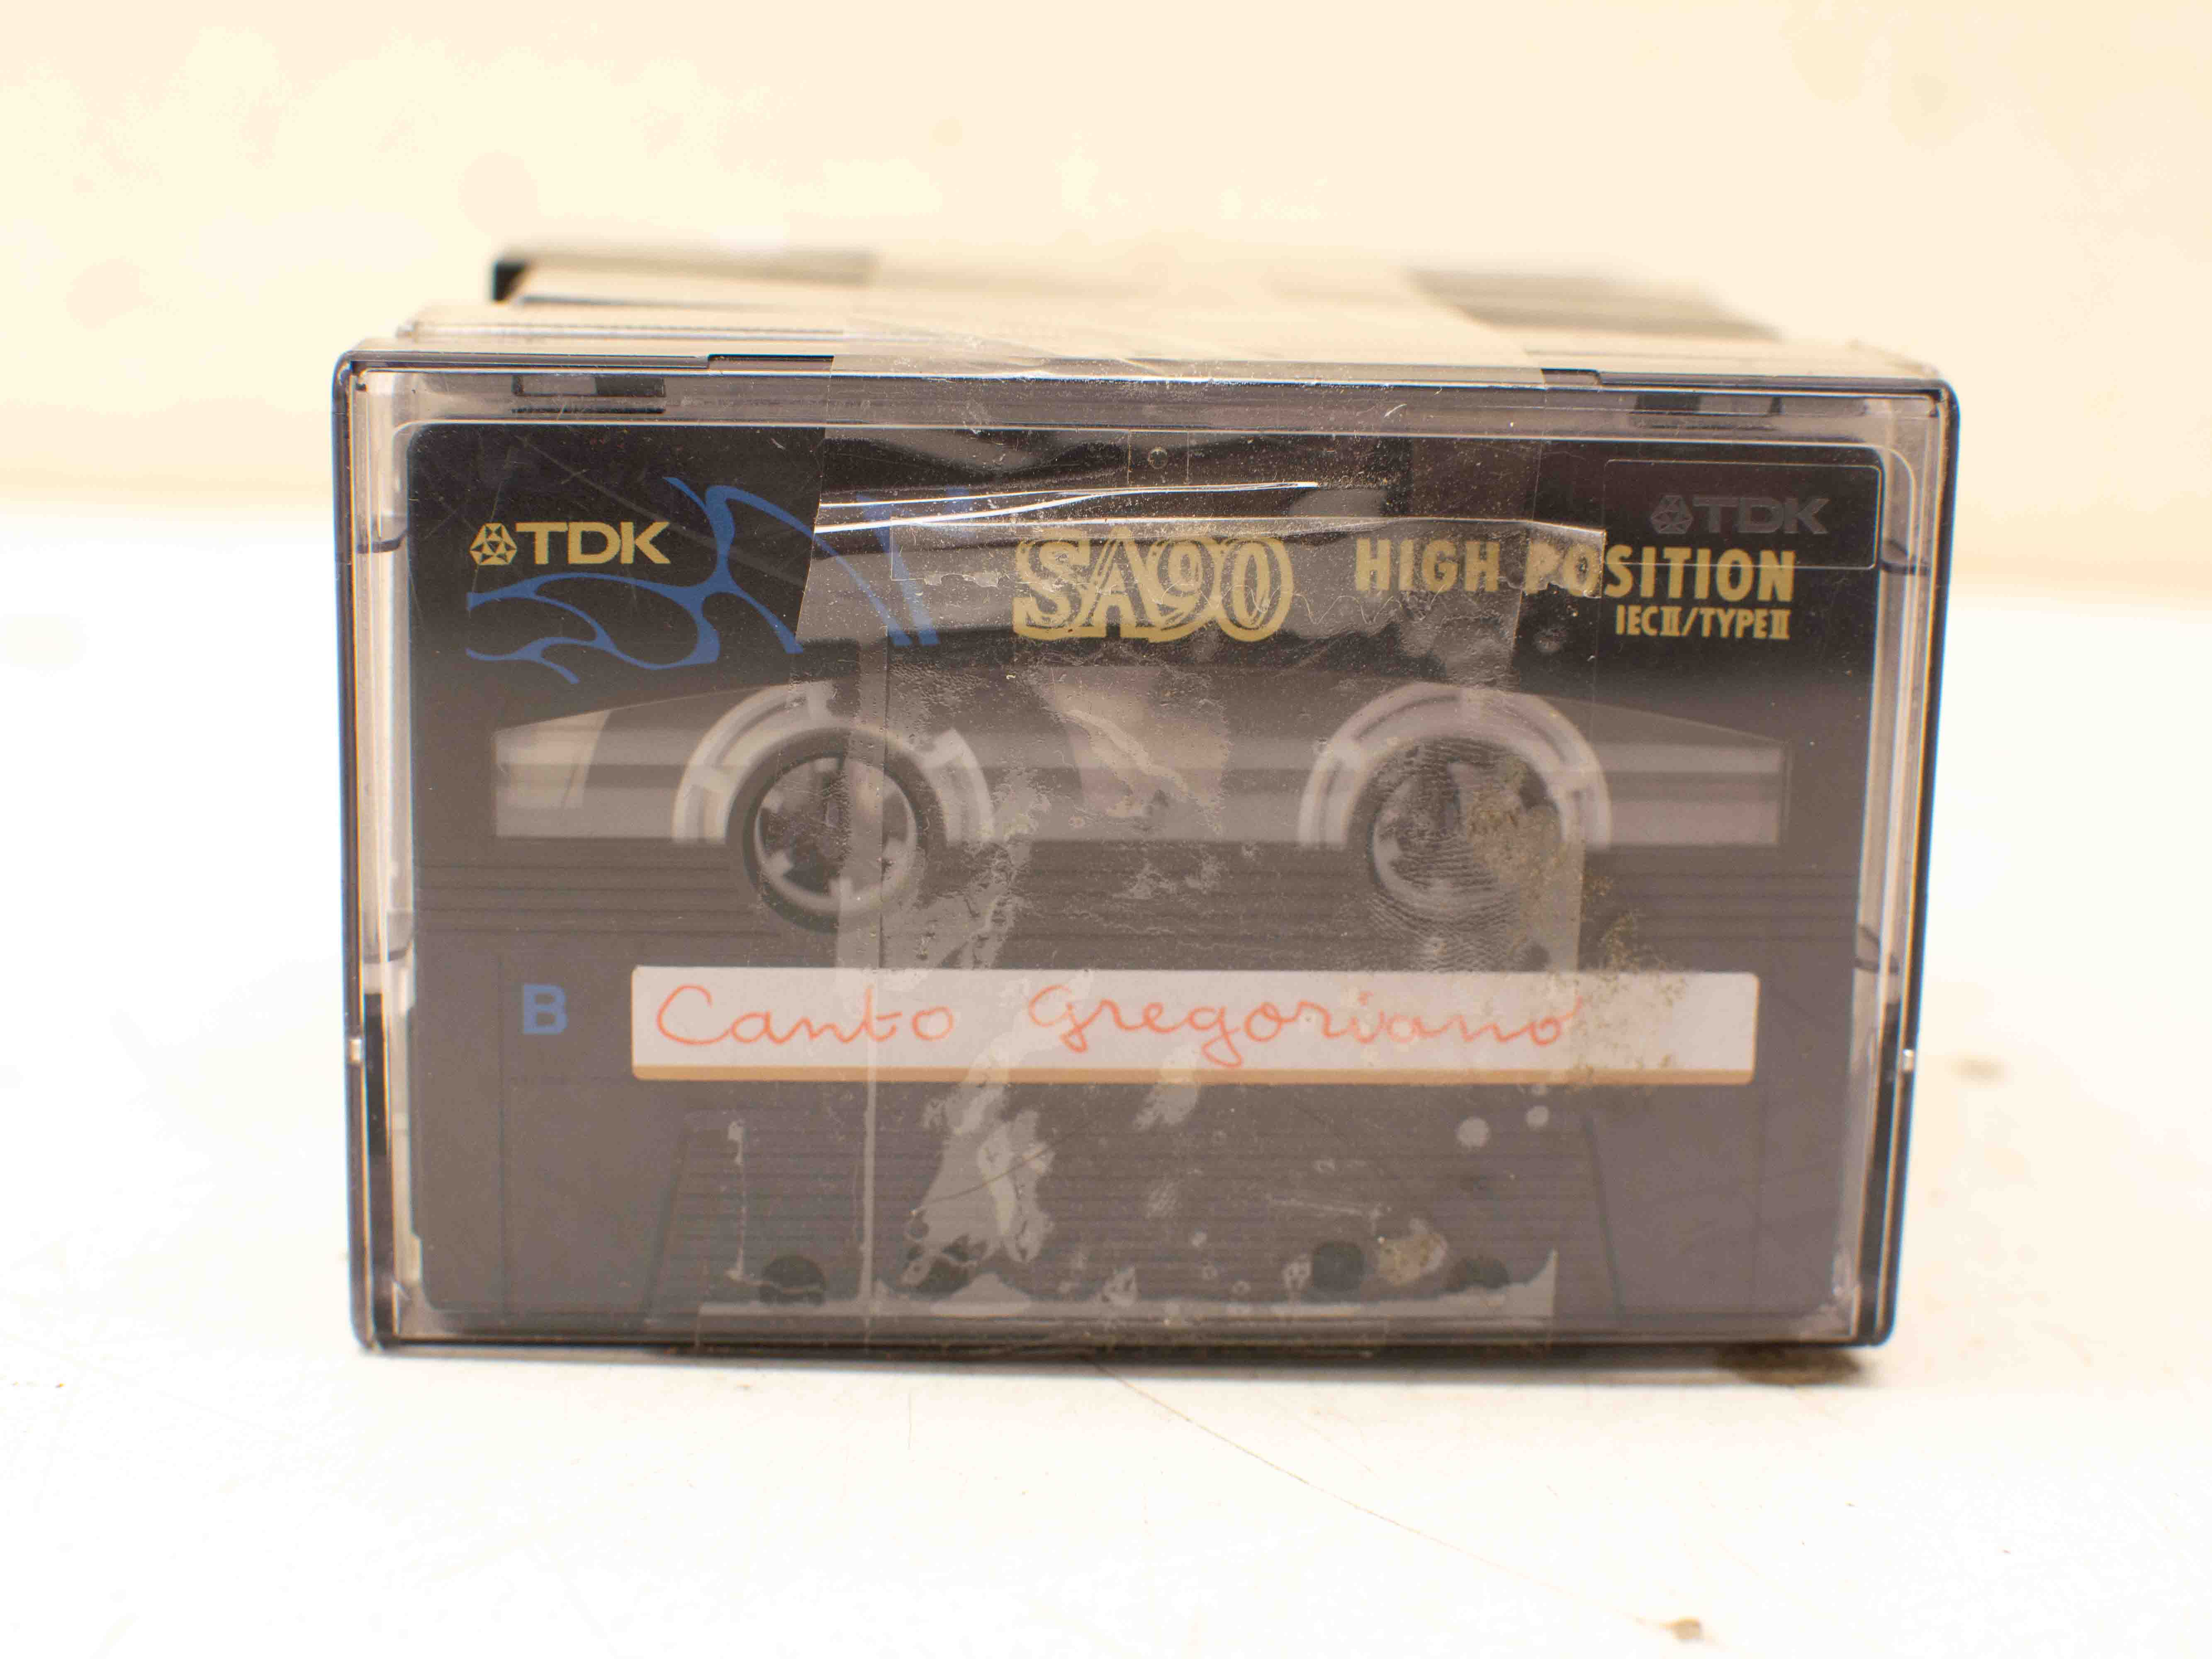 TDK
TDK
SA90 HIGH POSITION
IECII/TYPEII
B Canto gregoriano